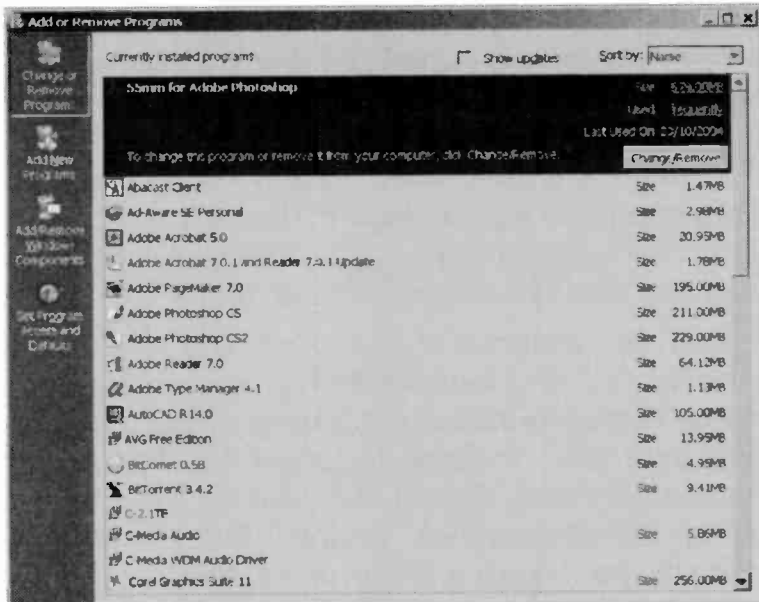 Add or Remove Programs
Change or
Remove
Programs
Add New
Programs
Add/Remove
Windows
Components
Set Program
Access and
Defaults
Currently installed programs
Show updates
Sort by: Name
55mm for Adobe Photoshop Size
Used frequently
Last Used On 23/10/2004
To change this program or remove it from your computer, click Change/Remove.
Change/Remove
Abacast Client Size 1.47MB
Ad-Aware SE Personal Size 2.98MB
Adobe Acrobat 5.0 Size 20.95MB
Adobe Acrobat 7.0.1 and Reader 7.0.1 Update Size 1.78MB
Adobe PageMaker 7.0 Size 195.00MB
Adobe Photoshop CS Size 211.00MB
Adobe Photoshop CS2 Size 229.00MB
Adobe Reader 7.0 Size 64.12MB
Adobe Type Manager 4.1 Size 1.13MB
AutoCAD R14.0 Size 105.00MB
AVG Free Edition Size 13.95MB
BitComet 0.58 Size 4.95MB
BitTorrent 3.4.2 Size 9.41MB
C-Media Audio Size 5.86MB
C-Media WDM Audio Driver
Corel Graphics Suite 11 Size 256.00MB